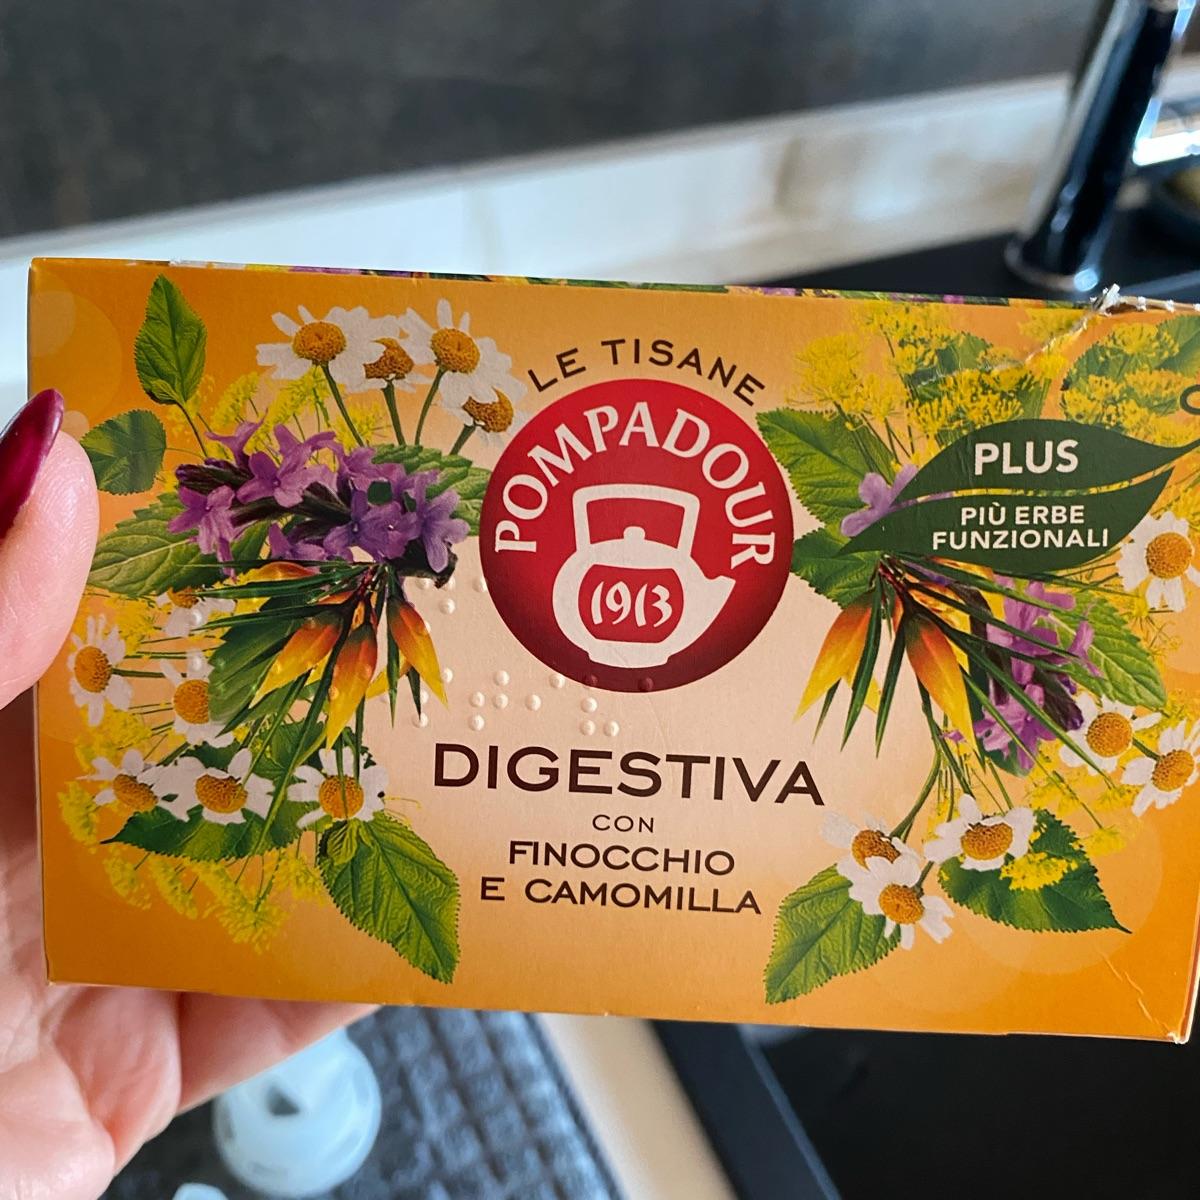 LE TISANE
POMPADOUR
1913
PLUS
PIÙ ERBE
FUNZIONALI
DIGESTIVA
CON
FINOCCHIO
E CAMOMILLA